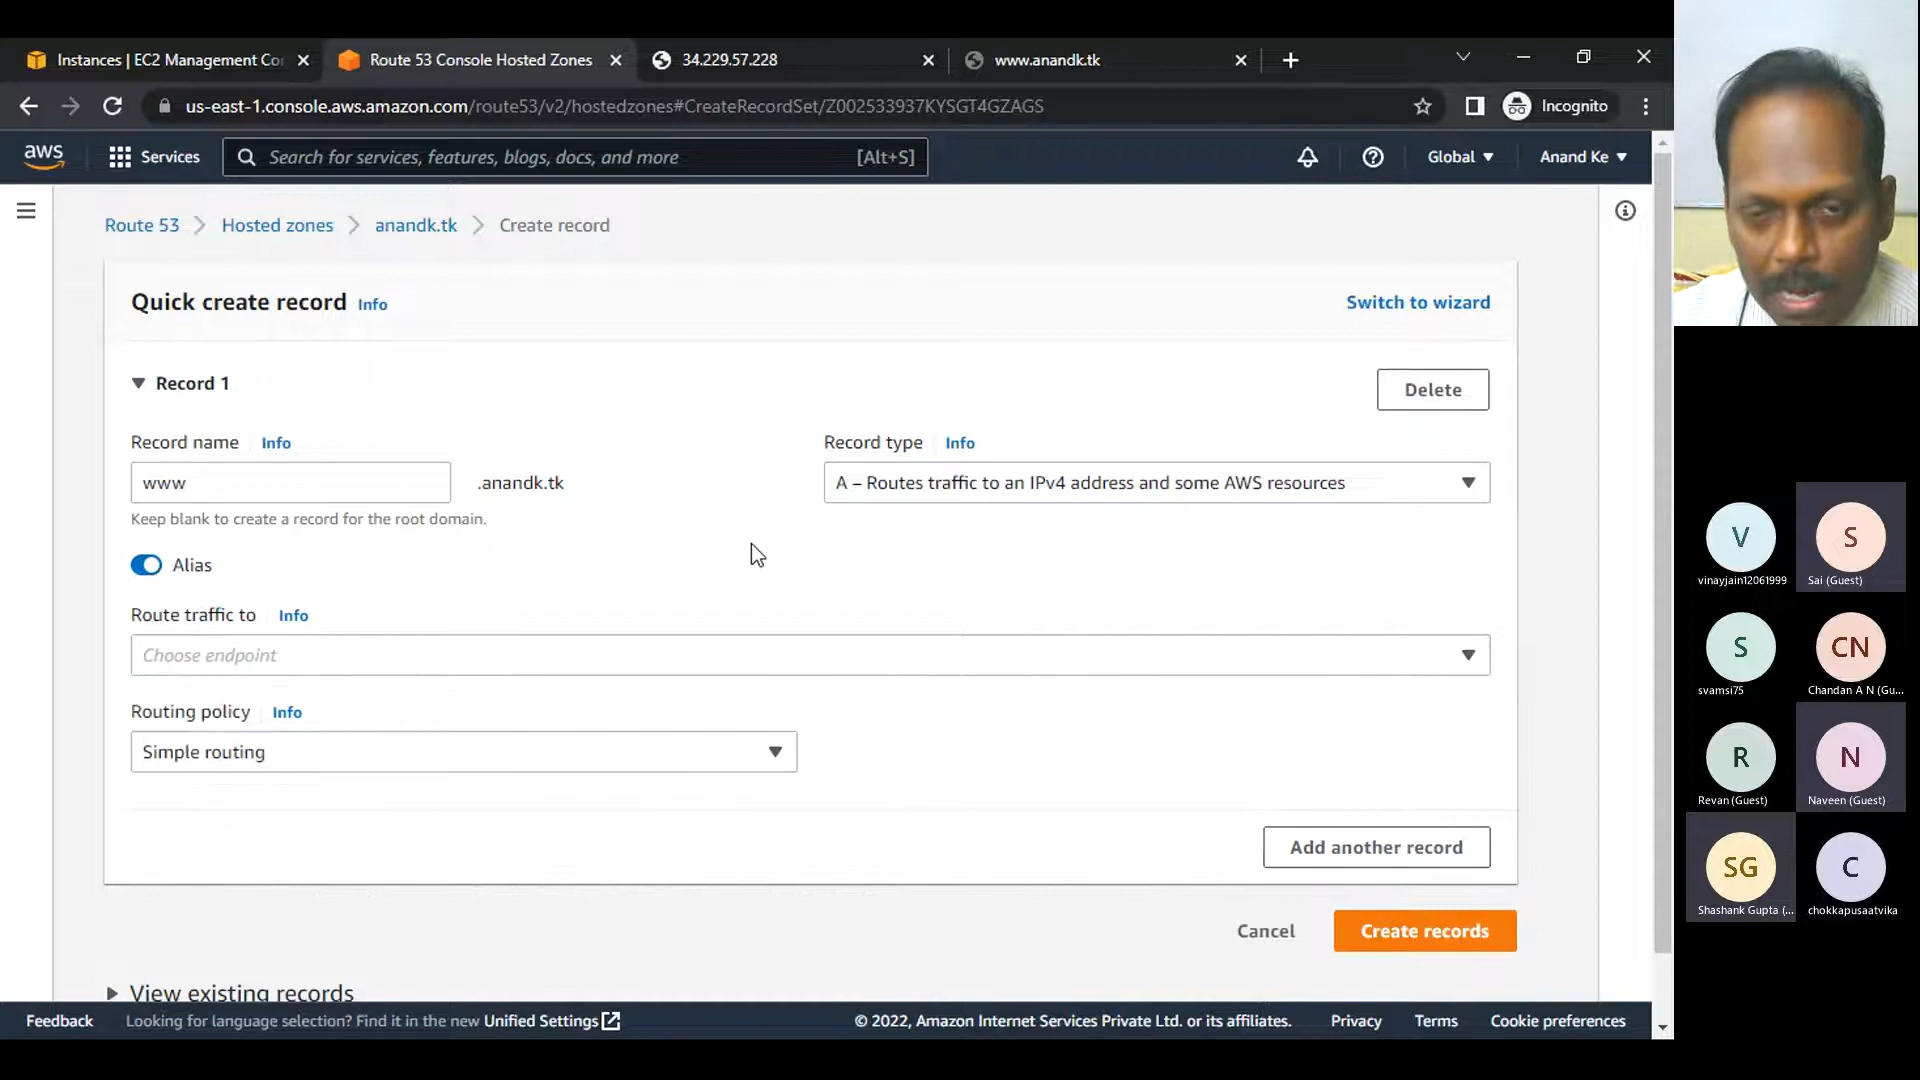 Instances | EC2 Management Co
Route 53 Console Hosted Zones
34.229.57.228
www.anandk.tk
us-east-1.console.aws.amazon.com/route53/v2/hostedzones#CreateRecordSet/Z002533937KYSGT4GZAGS
Incognito
aws
Services
Search for services, features, blogs, docs, and more
[Alt+S]
Global
Anand Ke
Route 53
Hosted zones
anandk.tk
Create record
Quick create record
Info
Switch to wizard
Record 1
Delete
Record name
Info
Record type
Info
www
.anandk.tk
A – Routes traffic to an IPv4 address and some AWS resources
Keep blank to create a record for the root domain.
Alias
Route traffic to
Info
Choose endpoint
Routing policy
Info
Simple routing
Add another record
Cancel
Create records
View existing records
Feedback
Looking for language selection? Find it in the new Unified Settings
© 2022, Amazon Internet Services Private Ltd. or its affiliates.
Privacy
Terms
Cookie preferences
V
vinayjain12061999
S
Sai (Guest)
S
svamsi75
CN
Chandan A N (Gu...
R
Revan (Guest)
N
Naveen (Guest)
SG
Shashank Gupta (...
C
chokkapusaatvika